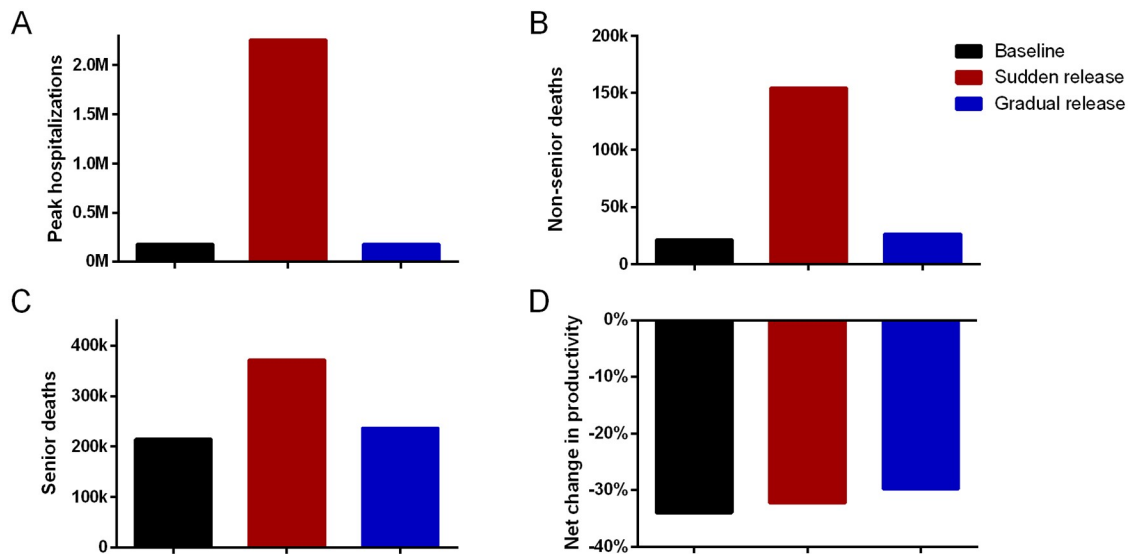 A
Peak hospitalizations
2.0M
1.5M
1.0M
0.5M
0M
B
Non-senior deaths
200k
150k
100k
50k
0
Baseline
Sudden release
Gradual release
C
Senior deaths
400k
300k
200k
100k
0
D
Net change in productivity
0%
-10%
-20%
-30%
-40%